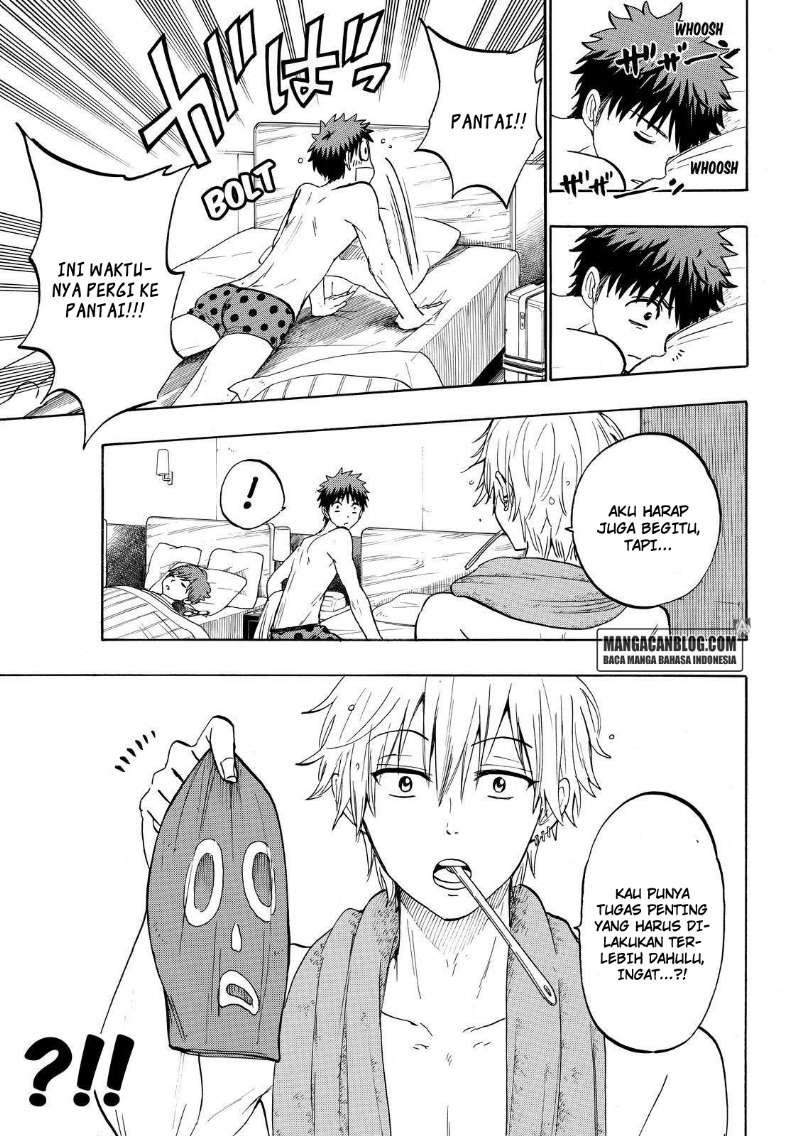 WHOOSH
ザザー
WHOOSH
ザザ
ガばっ
PANTAI!!
BOLT
INI WAKTU-
NYA PERGI KE
PANTAI!!!
AKU HARAP
JUGA BEGITU,
TAPI...
!
MANGACANBLOG.COM
BACA MANGA BAHASA INDONESIA
KAU PUNYA
TUGAS PENTING
YANG HARUS DI-
LAKUKAN TER-
LEBIH DAHULU,
INGAT...?!
?!!